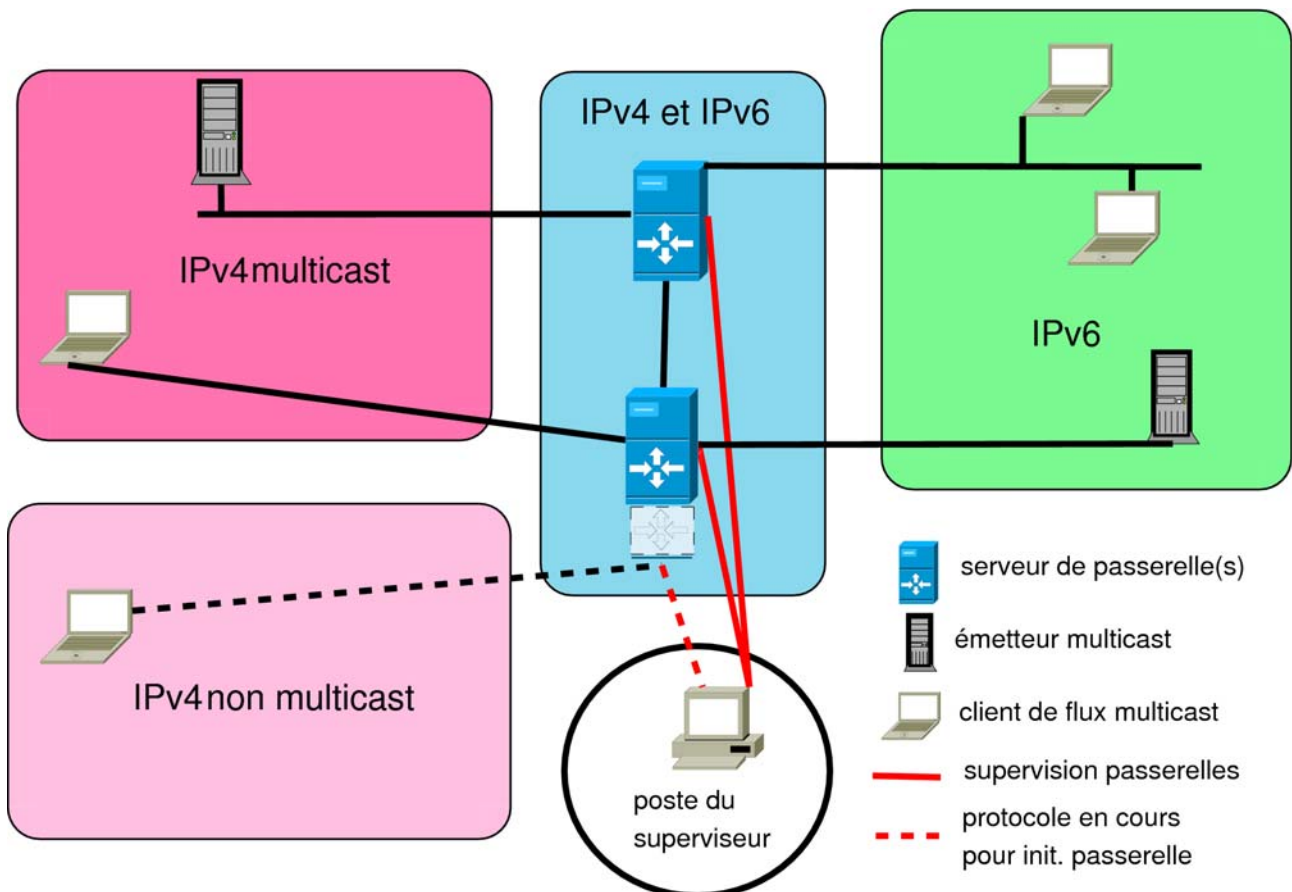 IPv4 et IPv6
IPv4multicast
IPv6
IPv4non multicast
poste du
superviseur
serveur de passerelle(s)
émetteur multicast
client de flux multicast
supervision passerelles
protocole en cours
pour init. passerelle